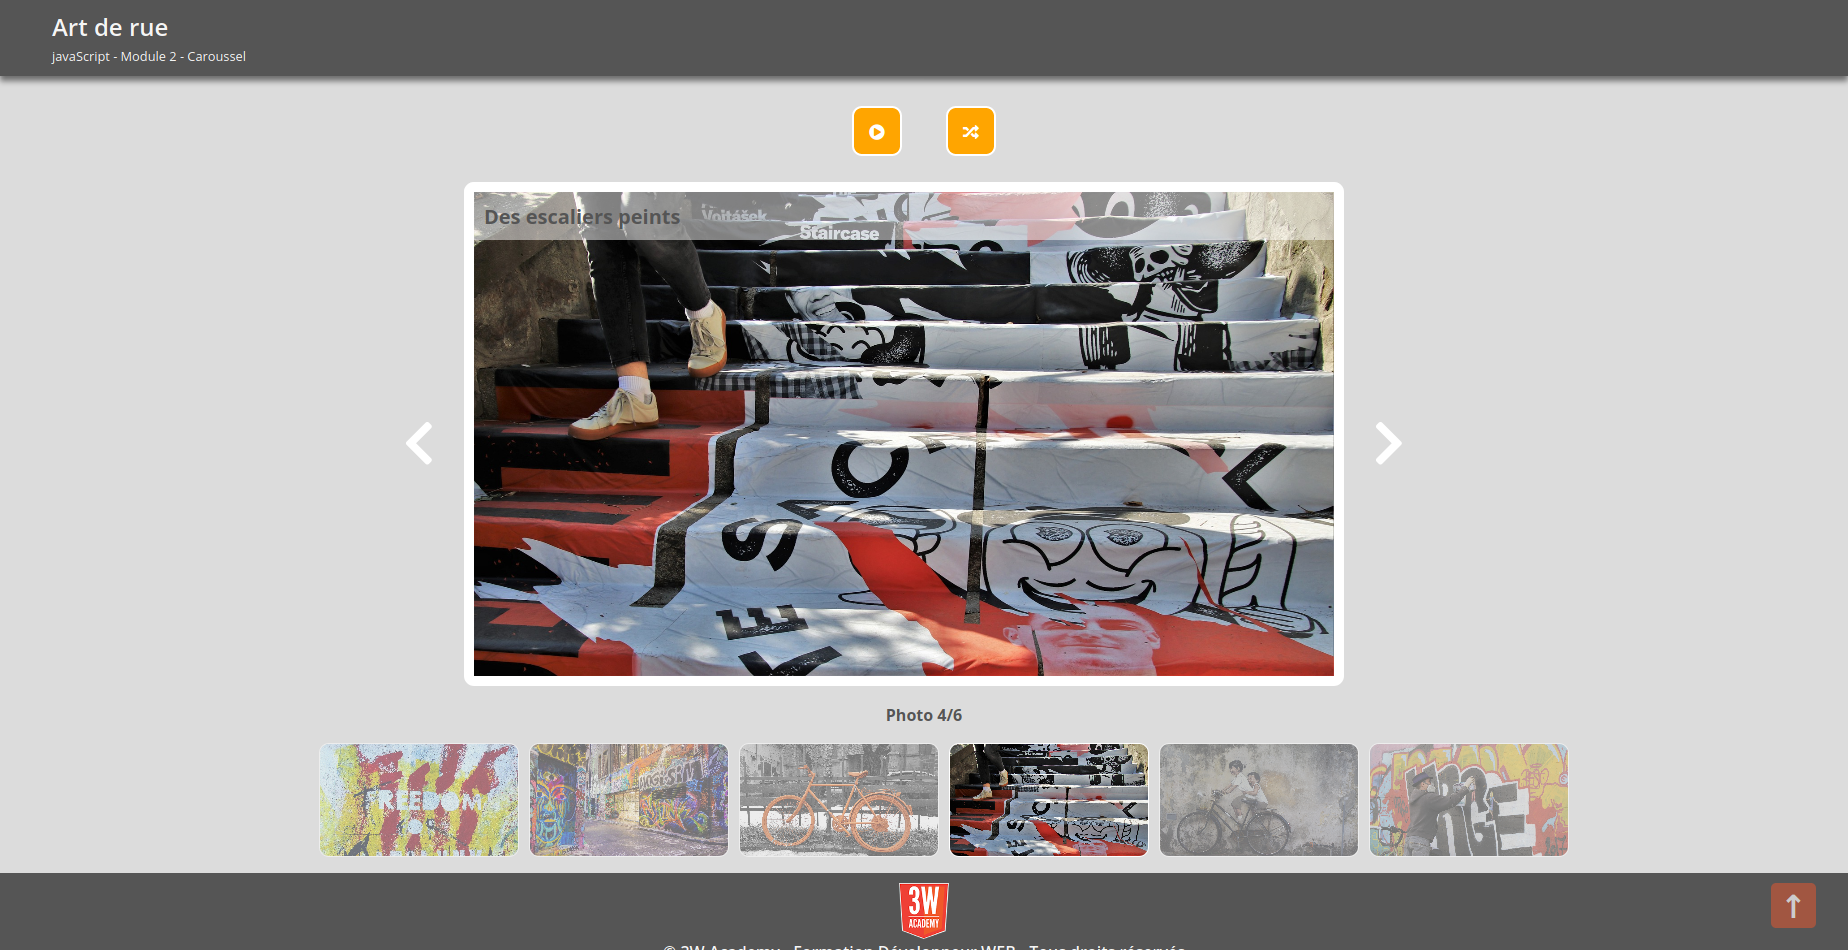 Art de rue
javaScript - Module 2 - Caroussel
Des escaliers peints
Vojtášek
Staircase
Photo 4/6
FREEDOM
3W
ACADEMY
© 3W Academy - Formation Développeur WEB - Tous droits réservés